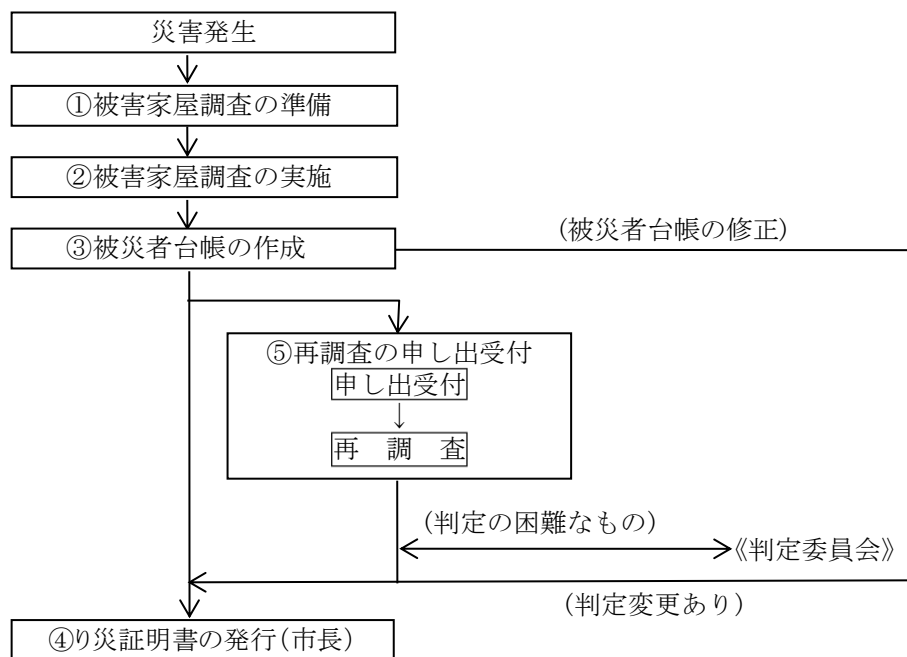 災害発生
①被害家屋調査の準備
②被害家屋調査の実施
③被災者台帳の作成
(被災者台帳の修正)
⑤再調査の申し出受付
申し出受付
↓
再 調 査
(判定の困難なもの)
《判定委員会》
(判定変更あり)
④り災証明書の発行(市長)